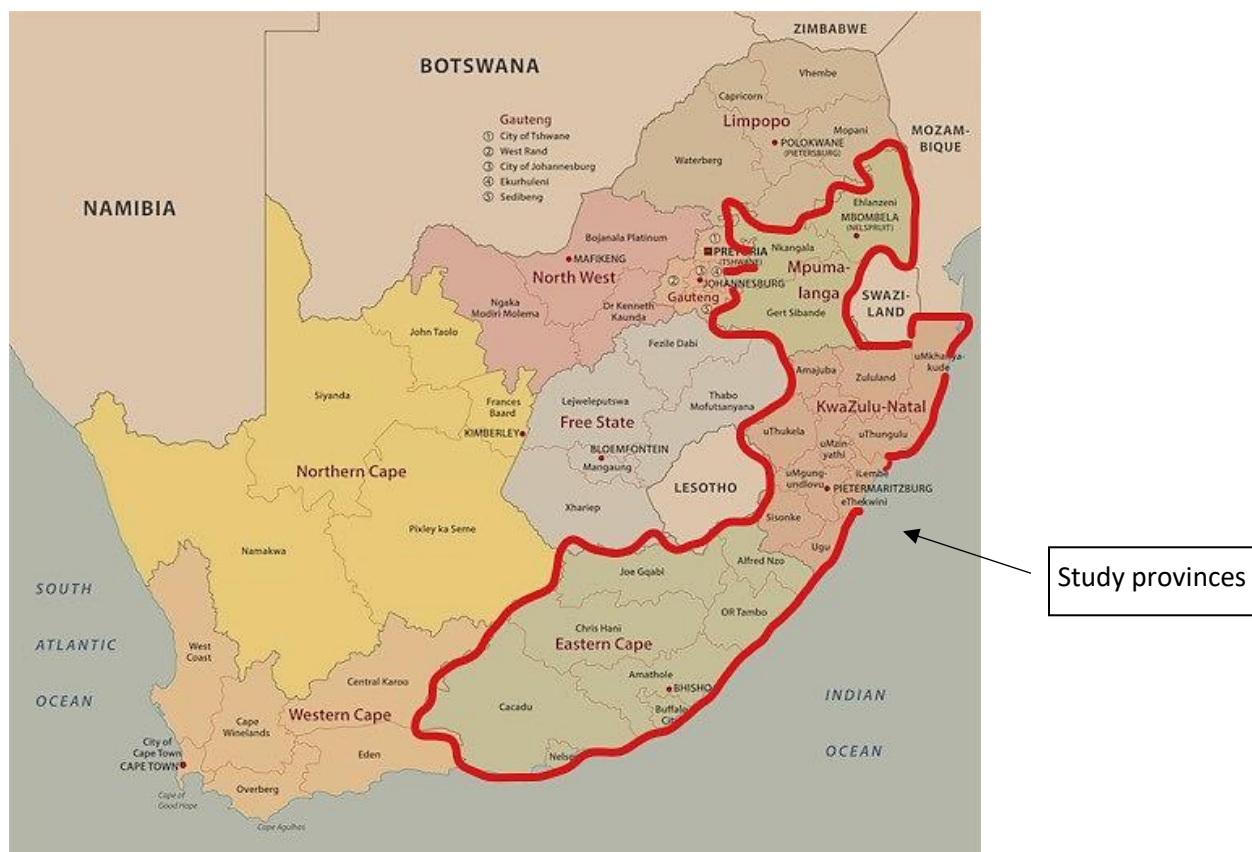 ZIMBABWE
BOTSWANA
Vhembe
Capricorn
Limpopo
Mopani
POLOKWANE
(PIETERSBURG)
Waterberg
MOZAM-
BIQUE
Gauteng
① City of Tshwane
② West Rand
③ City of Johannesburg
④ Ekurhuleni
⑤ Sedibeng
NAMIBIA
Ehlanzeni
MBOMBELA
(NELSPRUIT)
Bojanala Platinum
MAFIKENG
North West
①
PRETORIA
(TSHWANE)
Nkangala
Mpuma-
langa
② ③ ④
JOHANNESBURG
Gauteng
⑤
Ngaka
Modiri Molema
Dr Kenneth
Kaunda
Gert Sibande
SWAZI-
LAND
John Taolo
Fezile Dabi
Amajuba
Zululand
uMkhanya-
kude
Siyanda
Frances
Baard
KIMBERLEY
Lejweleputswa
Free State
Thabo
Mofutsanyana
KwaZulu-Natal
uThukela
uMzin-
yathi
uThungulu
BLOEMFONTEIN
Mangaung
Northern Cape
LESOTHO
uMgung-
undlovu
iLembe
PIETERMARITZBURG
eThekwini
Xhariep
Sisonke
Pixley ka Seme
Namakwa
Ugu
Joe Gqabi
Alfred Nzo
Study provinces
SOUTH
ATLANTIC
OCEAN
OR Tambo
Chris Hani
Eastern Cape
West
Coast
Central Karoo
Amathole
BHISHO
Cacadu
Buffalo
City
INDIAN
OCEAN
Western Cape
Cape
Winelands
City of
Cape Town
CAPE TOWN
Eden
Nelson
Overberg
Cape of
Good Hope
Cape Agulhas